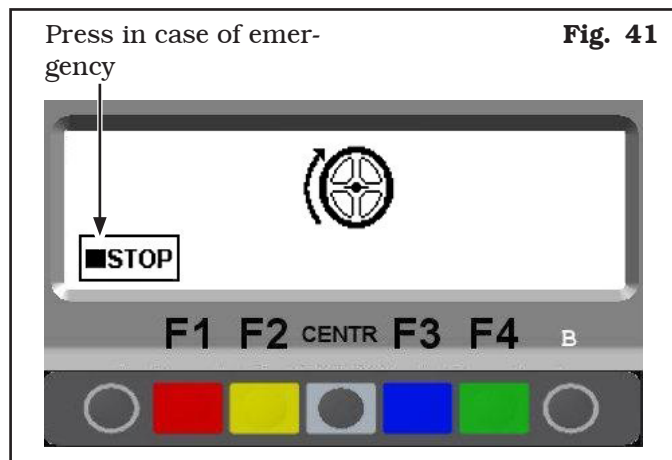 Press in case of emer-
gency
Fig. 41
■STOP
F1 F2 CENTR F3 F4 B